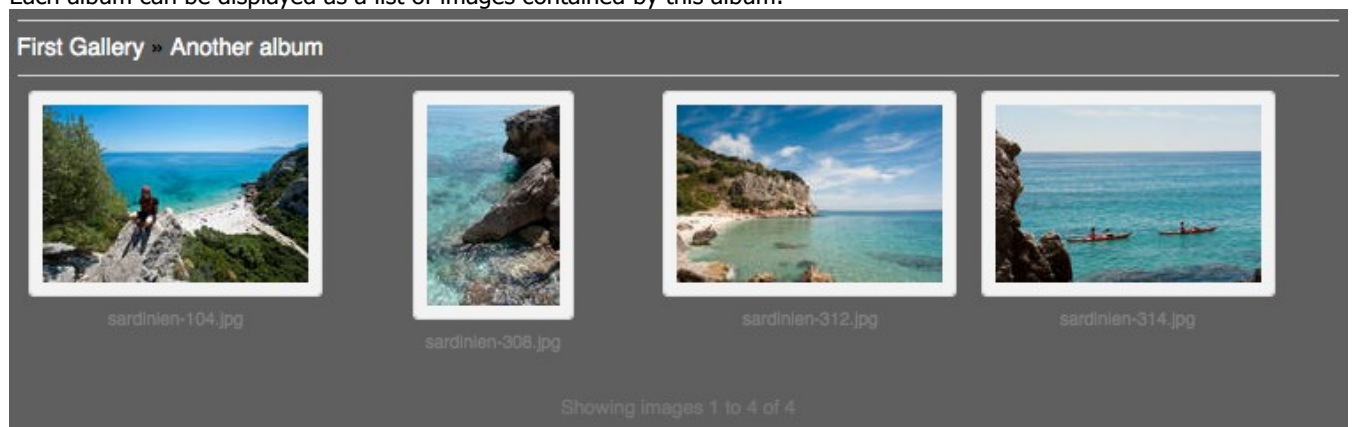 Each album can be displayed as a list of images contained by this album.
First Gallery » Another album
sardinien-104.jpg
sardinien-308.jpg
sardinien-312.jpg
sardinien-314.jpg
Showing images 1 to 4 of 4